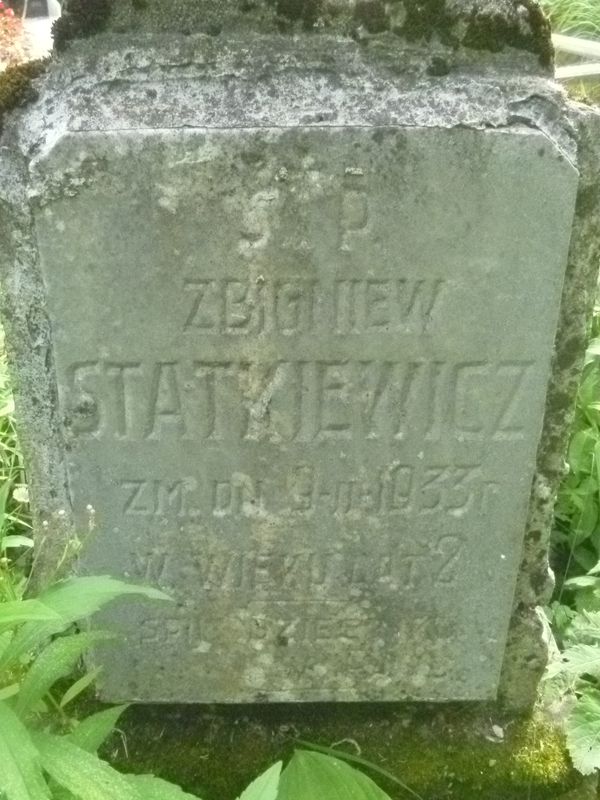 Ś P.
ZBIGNIEW
STATKIEWICZ
ZM. DN 9-II-1933 r
W WIEKU LAT 2